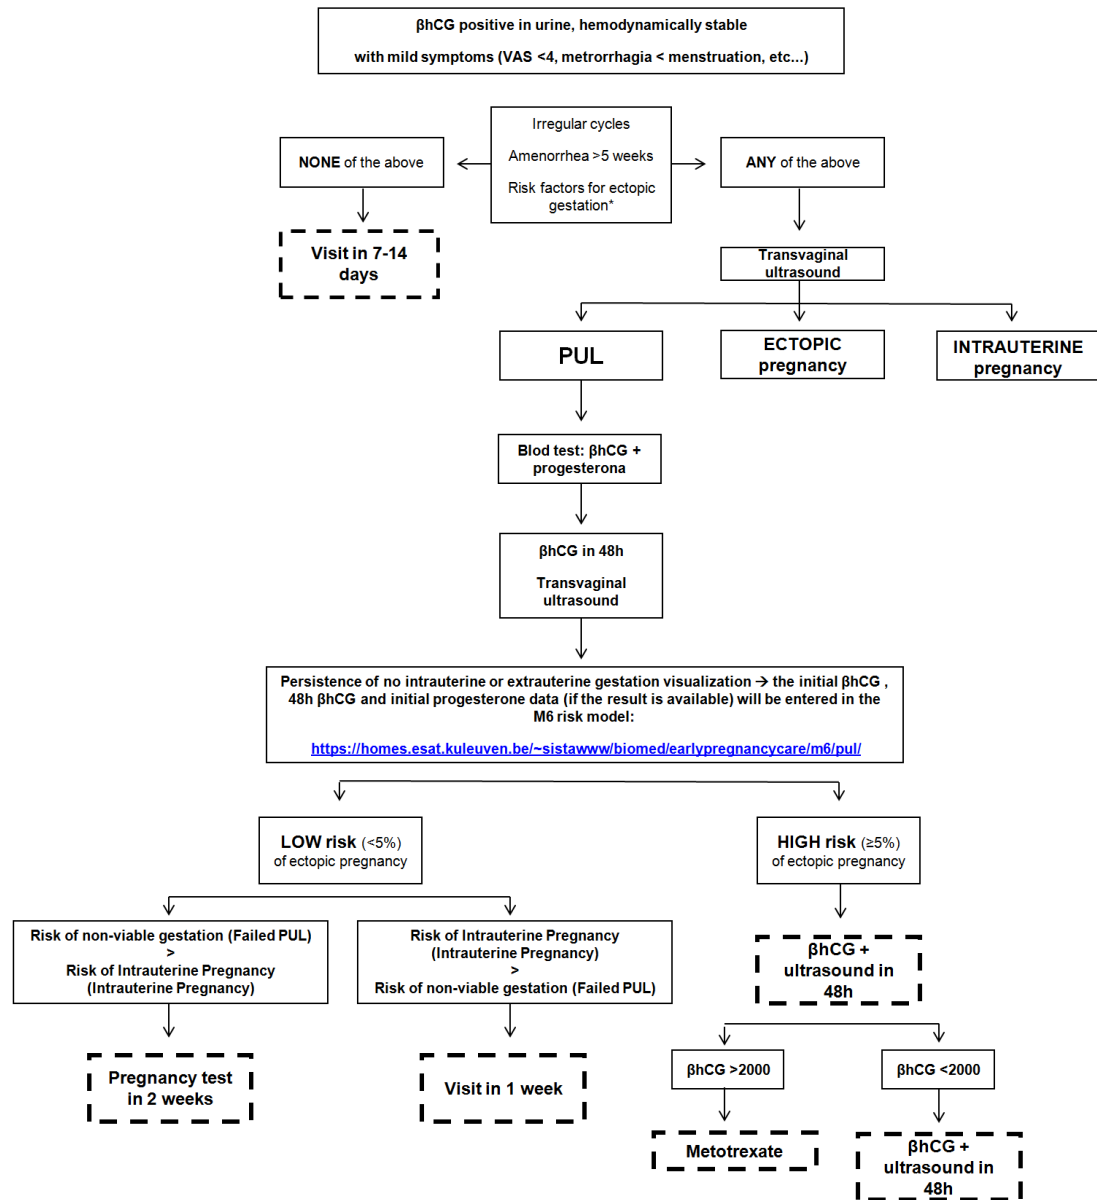 βhCG positive in urine, hemodynamically stable
with mild symptoms (VAS <4, metrorrhagia < menstruation, etc...)
Irregular cycles
Amenorrhea >5 weeks
Risk factors for ectopic
gestation*
NONE of the above
ANY of the above
Visit in 7-14
days
Transvaginal
ultrasound
PUL
ECTOPIC
pregnancy
INTRAUTERINE
pregnancy
Blod test: βhCG +
progesterona
βhCG in 48h
Transvaginal
ultrasound
Persistence of no intrauterine or extrauterine gestation visualization → the initial βhCG ,
48h βhCG and initial progesterone data (if the result is available) will be entered in the
M6 risk model:
https://homes.esat.kuleuven.be/~sistawww/biomed/earlypregnancycare/m6/pul/
LOW risk (<5%)
of ectopic pregnancy
HIGH risk (≥5%)
of ectopic pregnancy
Risk of non-viable gestation (Failed PUL)
>
Risk of Intrauterine Pregnancy
(Intrauterine Pregnancy)
Risk of Intrauterine Pregnancy
(Intrauterine Pregnancy)
>
Risk of non-viable gestation (Failed PUL)
βhCG +
ultrasound in
48h
Pregnancy test
in 2 weeks
Visit in 1 week
βhCG >2000
βhCG <2000
Metotrexate
βhCG +
ultrasound in
48h